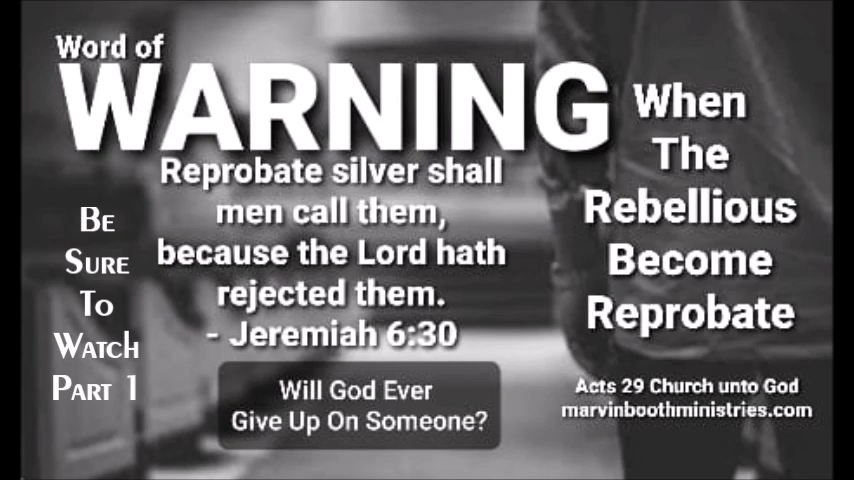 Word of
WARNING
Reprobate silver shall
men call them,
because the Lord hath
rejected them.
- Jeremiah 6:30
Will God Ever
Give Up On Someone?
Be
Sure
To
Watch
Part 1
When
The
Rebellious
Become
Reprobate
Acts 29 Church unto God
marvinboothministries.com